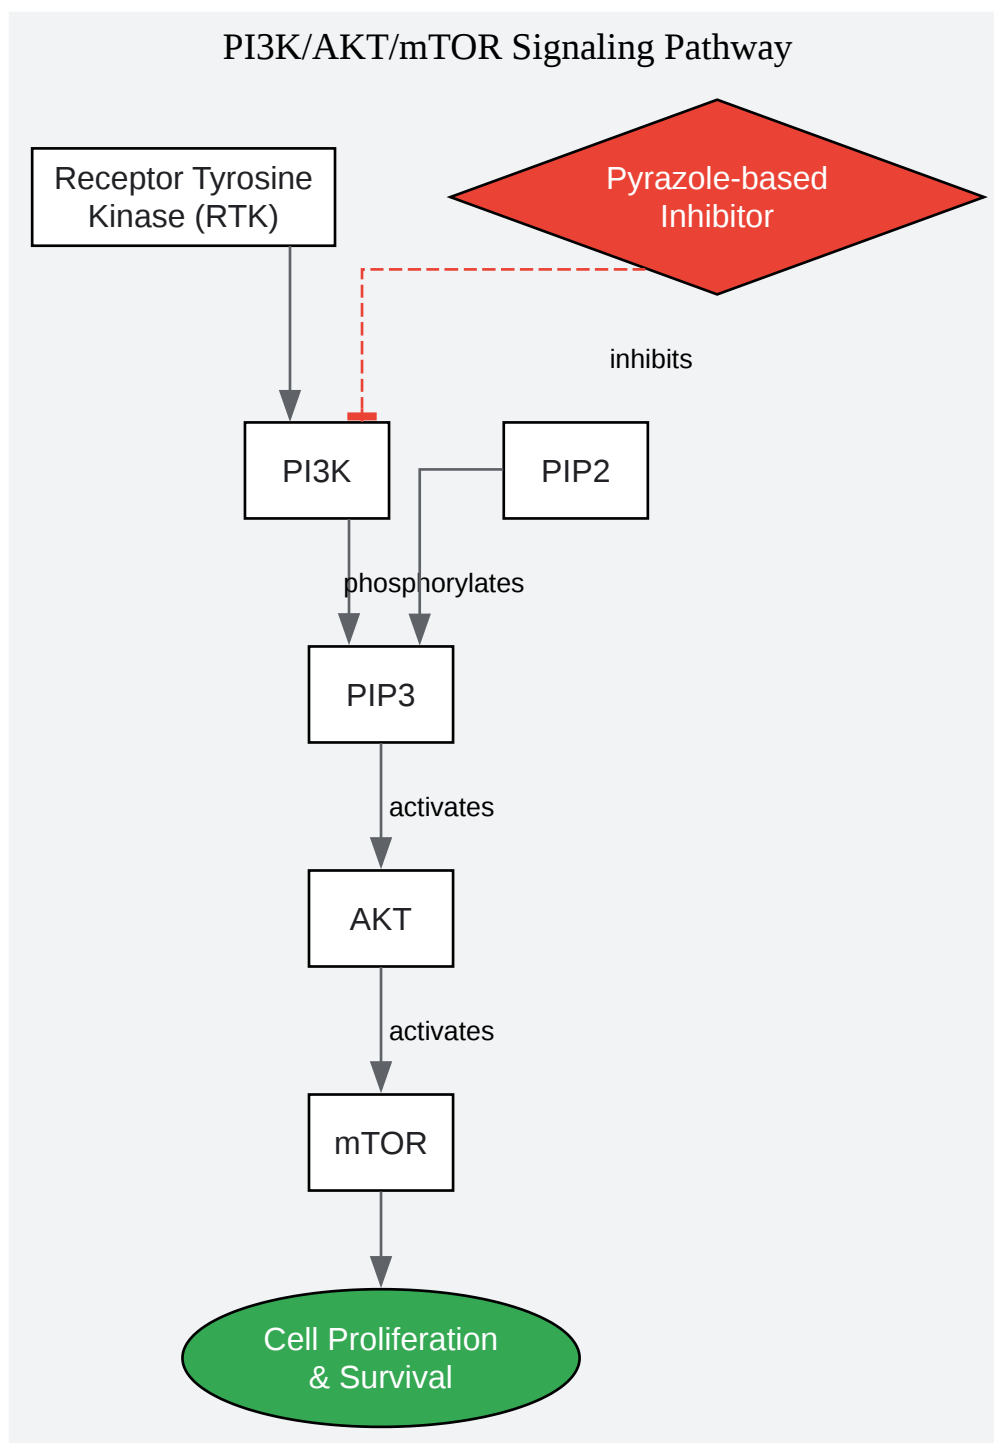 PI3K/AKT/mTOR Signaling Pathway
Receptor Tyrosine
Kinase (RTK)
Pyrazole-based
Inhibitor
inhibits
PI3K
PIP2
phosphorylates
PIP3
activates
AKT
activates
mTOR
Cell Proliferation
& Survival